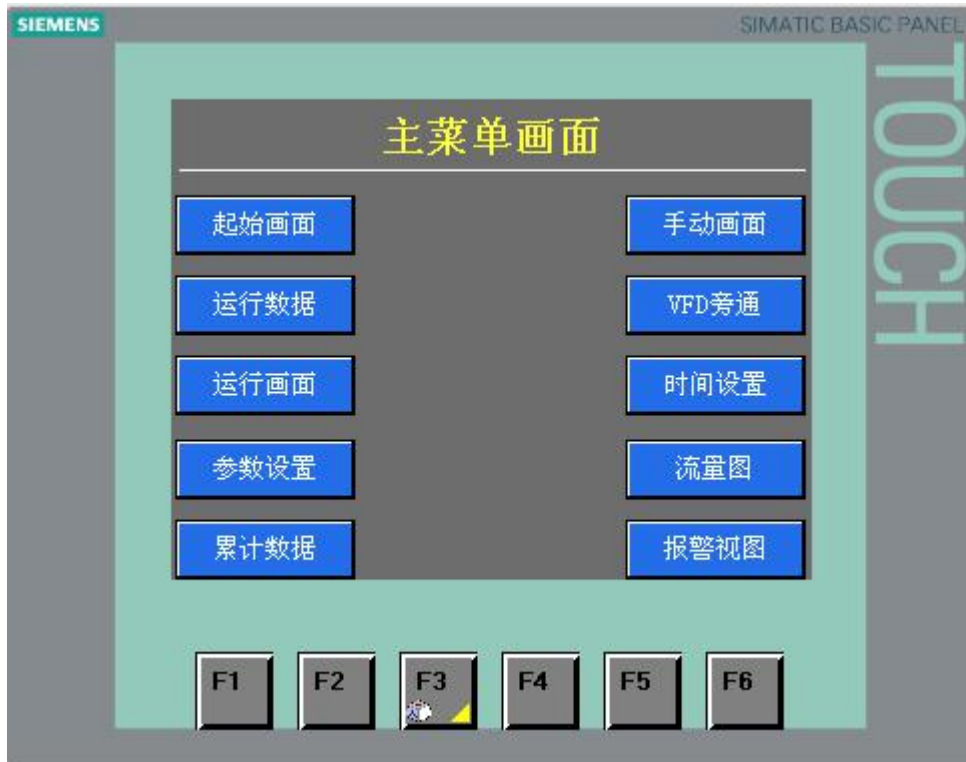 SIEMENS
SIMATIC BASIC PANEL
TOUCH
主菜单画面
起始画面
手动画面
运行数据
VFD旁通
运行画面
时间设置
参数设置
流量图
累计数据
报警视图
F1
F2
F3
F4
F5
F6